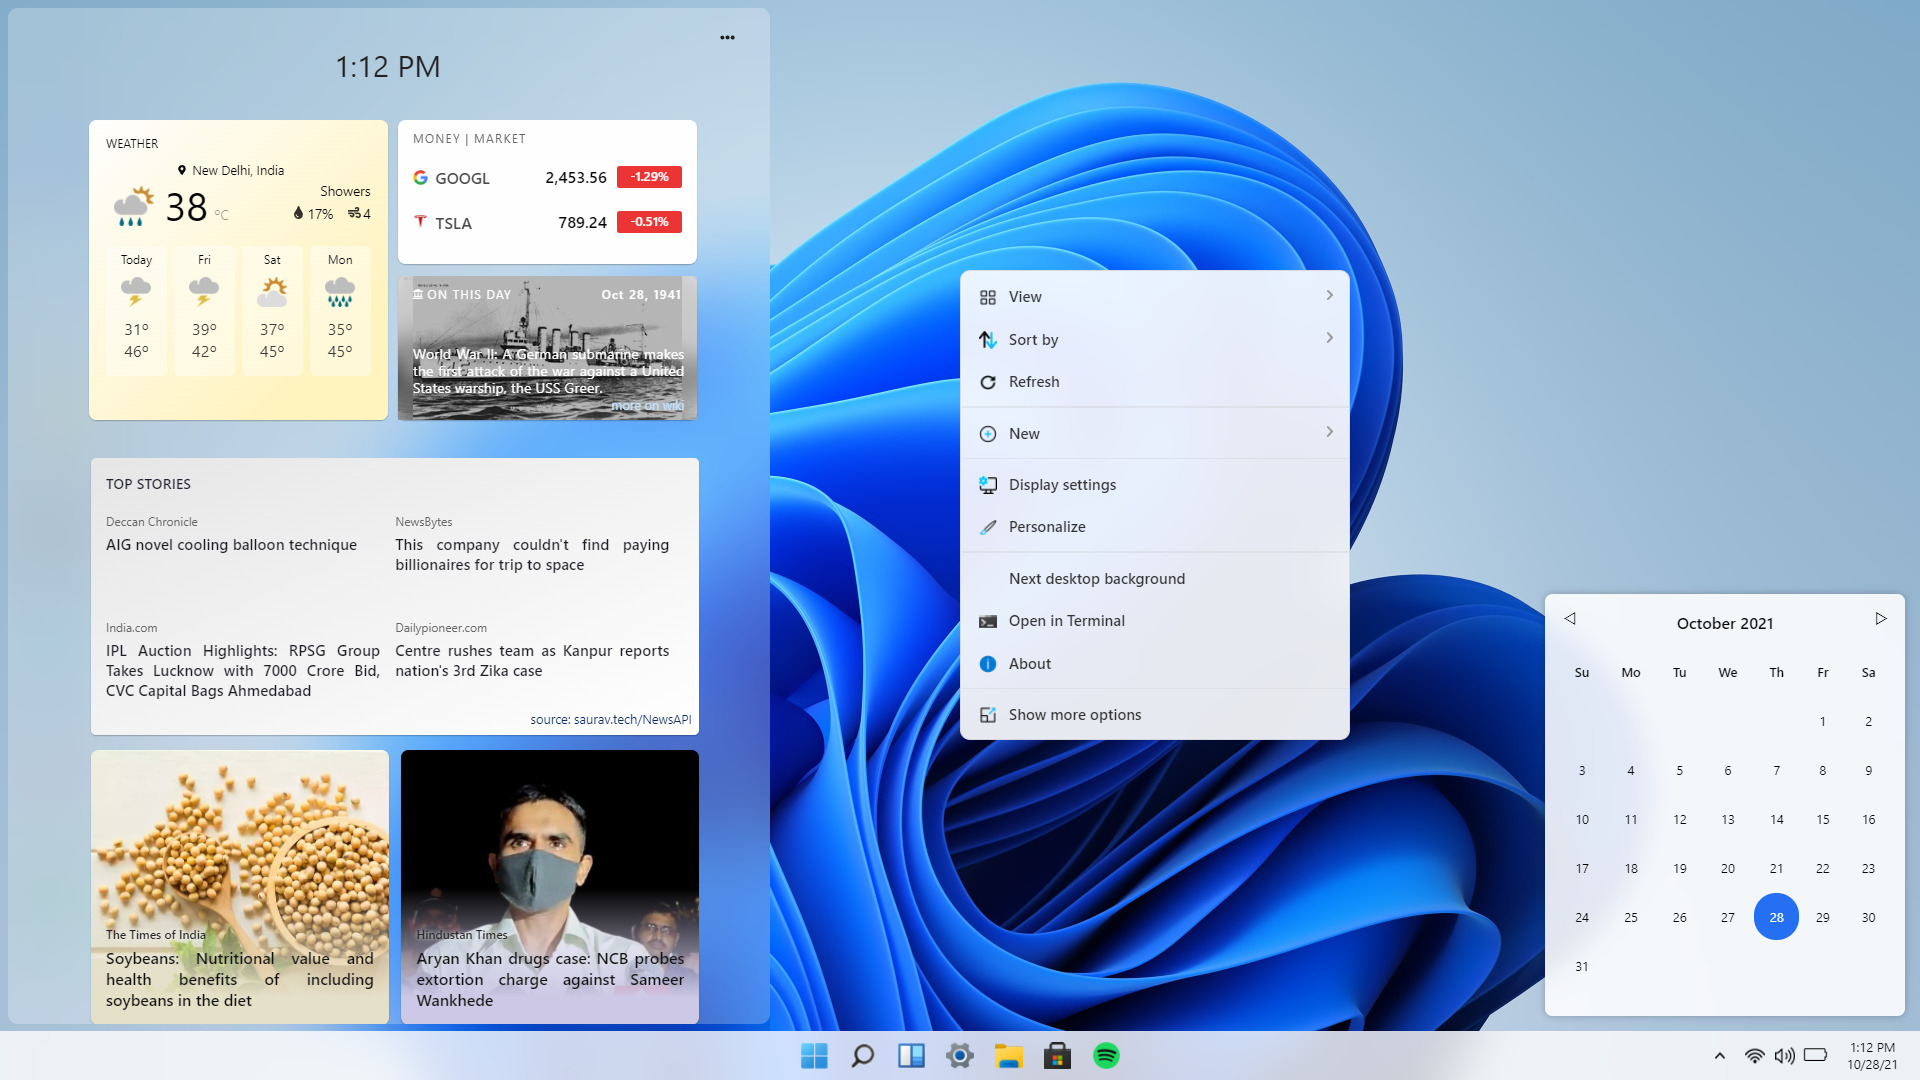 1:12 PM
WEATHER
New Delhi, India
38 °C
Showers
17% 4
Today Fri Sat Mon
31° 39° 37° 35°
46° 42° 45° 45°
MONEY | MARKET
GOOGL 2,453.56 -1.29%
TSLA 789.24 -0.51%
ON THIS DAY Oct 28, 1941
World War II: A German submarine makes
the first attack of the war against a United
States warship, the USS Greer.
more on wiki
TOP STORIES
Deccan Chronicle
AIG novel cooling balloon technique
NewsBytes
This company couldn't find paying
billionaires for trip to space
India.com
IPL Auction Highlights: RPSG Group
Takes Lucknow with 7000 Crore Bid,
CVC Capital Bags Ahmedabad
Dailypioneer.com
Centre rushes team as Kanpur reports
nation's 3rd Zika case
source: saurav.tech/NewsAPI
The Times of India
Soybeans: Nutritional value and
health benefits of including
soybeans in the diet
Hindustan Times
Aryan Khan drugs case: NCB probes
extortion charge against Sameer
Wankhede
View
Sort by
Refresh
New
Display settings
Personalize
Next desktop background
Open in Terminal
About
Show more options
October 2021
Su Mo Tu We Th Fr Sa
1 2
3 4 5 6 7 8 9
10 11 12 13 14 15 16
17 18 19 20 21 22 23
24 25 26 27 28 29 30
31
1:12 PM
10/28/21